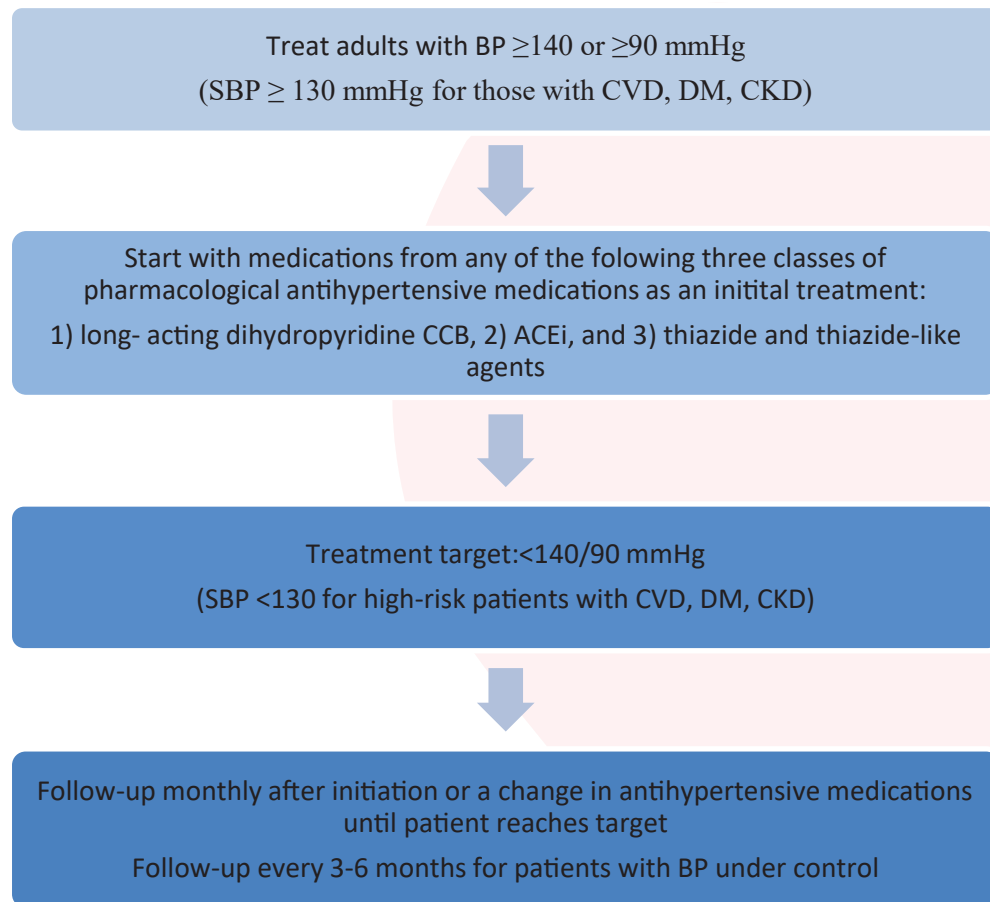 Treat adults with BP ≥140 or ≥90 mmHg
(SBP ≥ 130 mmHg for those with CVD, DM, CKD)
Start with medications from any of the folowing three classes of
pharmacological antihypertensive medications as an initital treatment:
1) long- acting dihydropyridine CCB, 2) ACEi, and 3) thiazide and thiazide-like
agents
Treatment target:<140/90 mmHg
(SBP <130 for high-risk patients with CVD, DM, CKD)
Follow-up monthly after initiation or a change in antihypertensive medications
until patient reaches target
Follow-up every 3-6 months for patients with BP under control